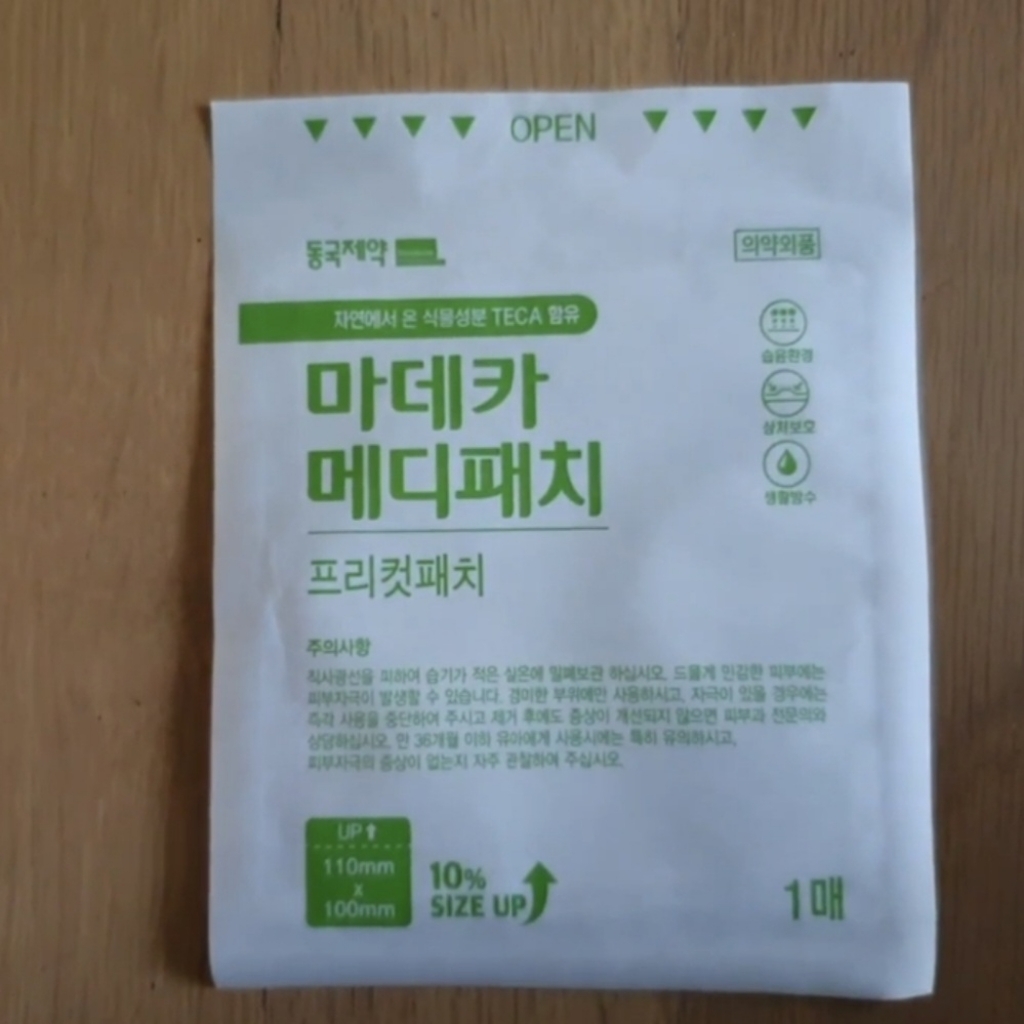 ▼ ▼ ▼ ▼ OPEN ▼ ▼ ▼ ▼
동국제약
의약외품
자연에서 온 식물성분 TECA 함유
마데카
메디패치
프리컷패치
습윤환경
상처보호
생활방수
주의사항
직사광선을 피하여 습기가 적은 실온에 밀폐보관 하십시오. 드물게 민감한 피부에는
피부자극이 발생할 수 있습니다. 경미한 부위에만 사용하시고, 자극이 있을 경우에는
즉각 사용을 중단하여 주시고 제거 후에도 증상이 개선되지 않으면 피부과 전문의와
상담하십시오. 만 36개월 이하 유아에게 사용시에는 특히 유의하시고,
피부자극의 증상이 없는지 자주 관찰하여 주십시오.
UP
110mm
x
100mm
10%
SIZE UP
1매